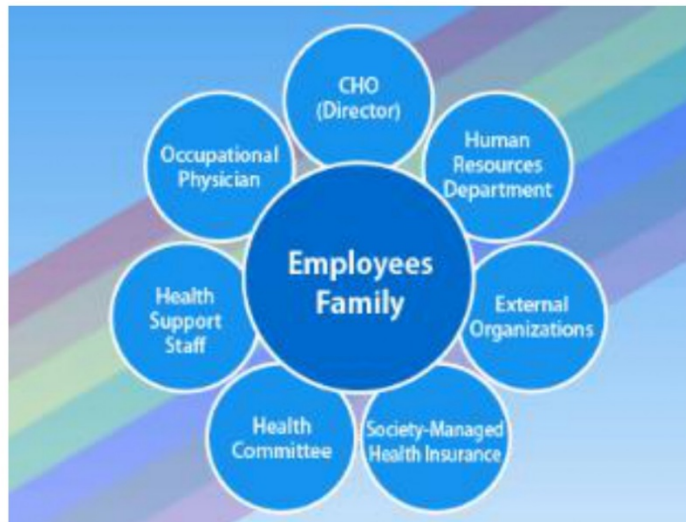 CHO
(Director)
Human
Resources
Department
External
Organizations
Society-Managed
Health Insurance
Health
Committee
Health
Support
Staff
Occupational
Physician
Employees
Family